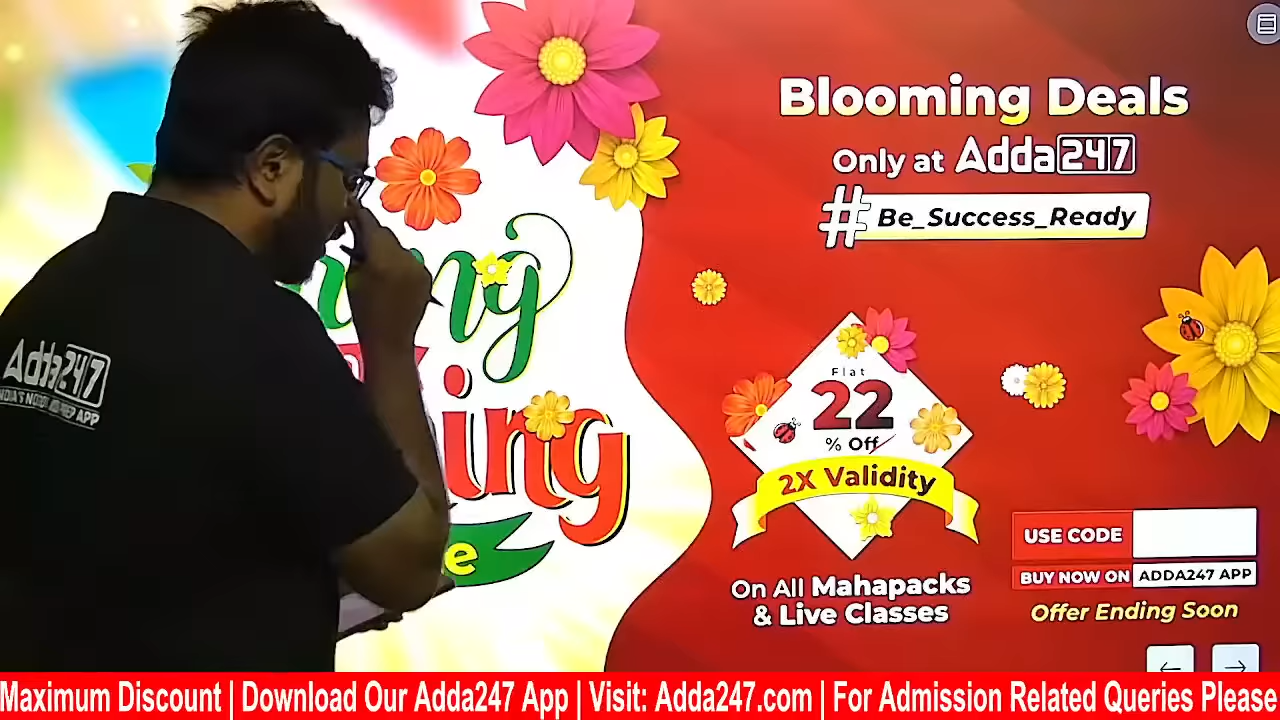 Blooming Deals
Only at Adda247
#Be_Success_Ready
Flat
22
% Off
2X Validity
On All Mahapacks
& Live Classes
USE CODE
BUY NOW ON ADDA247 APP
Offer Ending Soon
Adda247
Maximum Discount | Download Our Adda247 App | Visit: Adda247.com | For Admission Related Queries Please